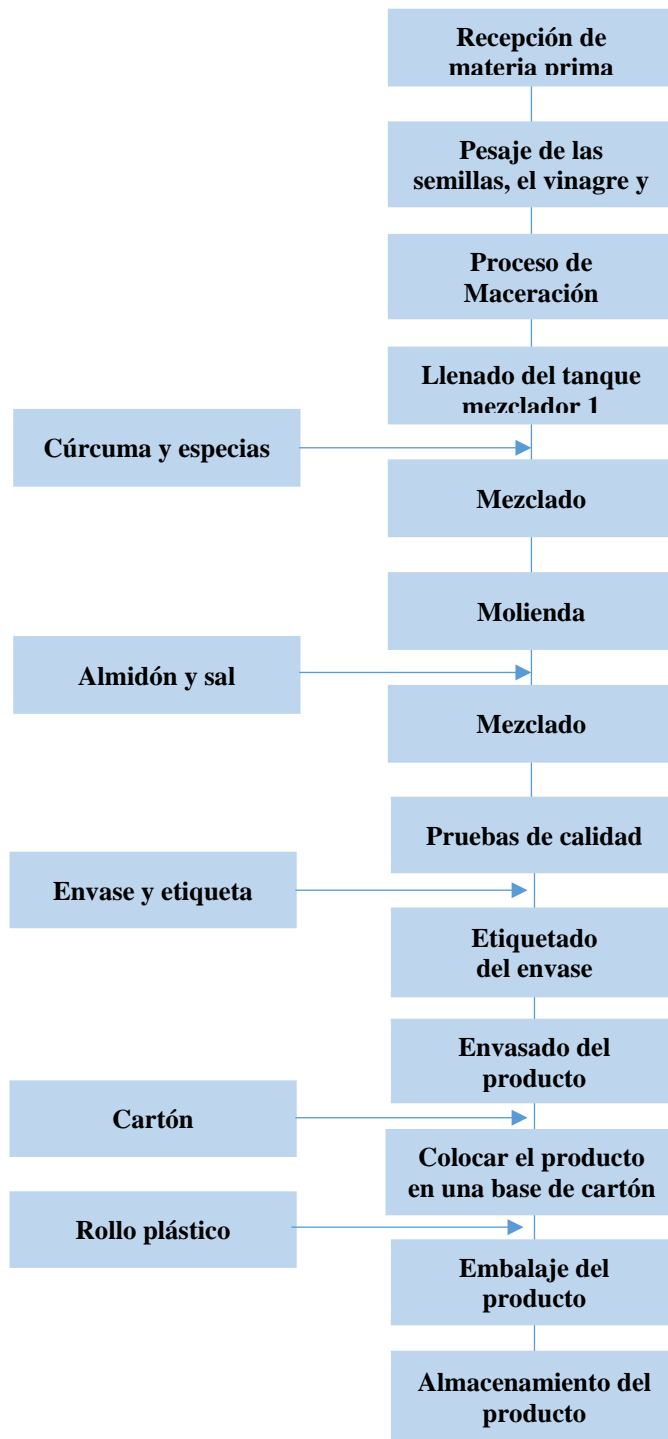 Recepción de
materia prima
Pesaje de las
semillas, el vinagre y
Proceso de
Maceración
Llenado del tanque
mezclador 1
Cúrcuma y especias
Mezclado
Molienda
Almidón y sal
Mezclado
Pruebas de calidad
Envase y etiqueta
Etiquetado
del envase
Envasado del
producto
Cartón
Colocar el producto
en una base de cartón
Rollo plástico
Embalaje del
producto
Almacenamiento del
producto